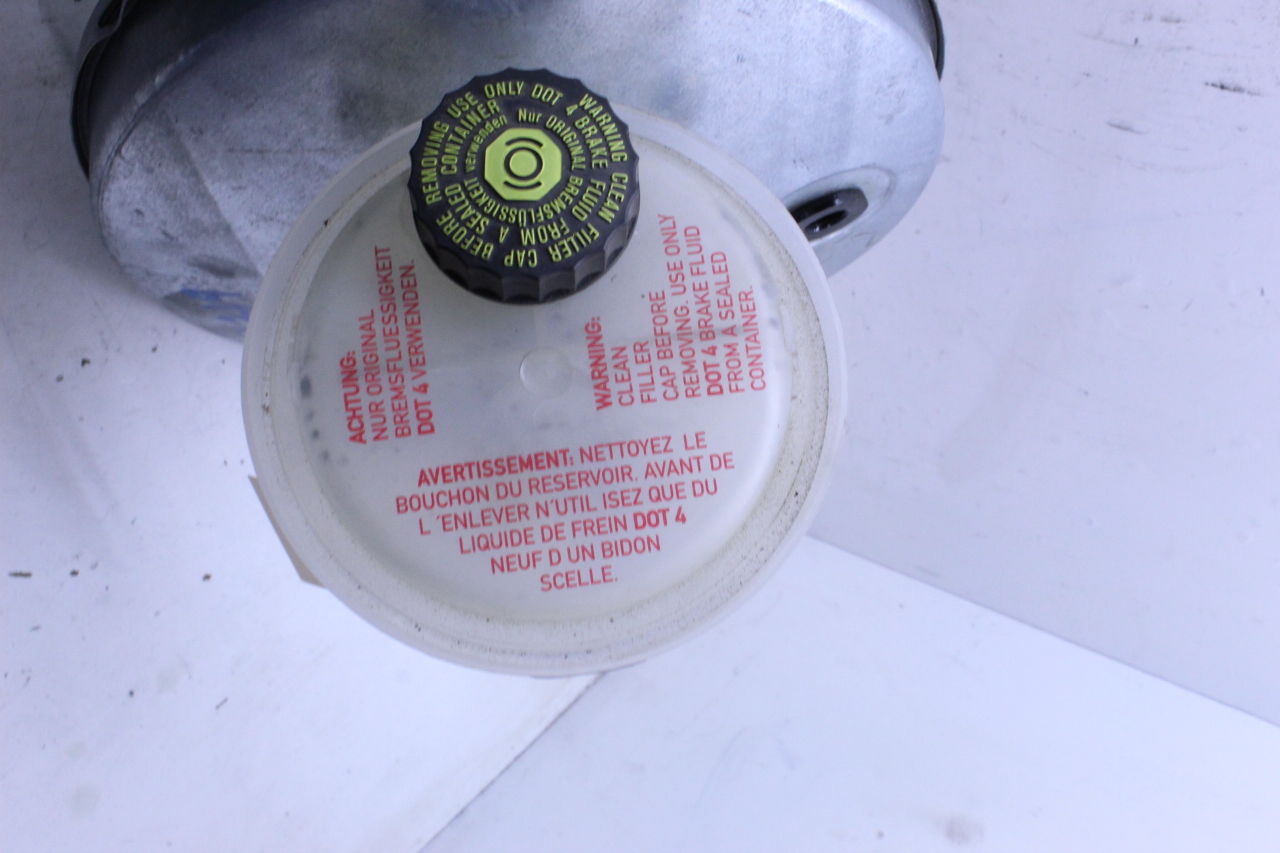 WARNING CLEAN FILLER CAP BEFORE REMOVING USE ONLY DOT 4 BRAKE FLUID FROM A SEALED CONTAINER
Nur ORIGINAL BREMSFLÜSSIGKEIT verwenden
ACHTUNG:
NUR ORIGINAL
BREMSFLUESSIGKEIT
DOT 4 VERWENDEN.
WARNING:
CLEAN
FILLER
CAP BEFORE
REMOVING. USE ONLY
DOT 4 BRAKE FLUID
FROM A SEALED
CONTAINER.
AVERTISSEMENT: NETTOYEZ LE
BOUCHON DU RESERVOIR. AVANT DE
L ´ENLEVER N´UTIL ISEZ QUE DU
LIQUIDE DE FREIN DOT 4
NEUF D UN BIDON
SCELLE.